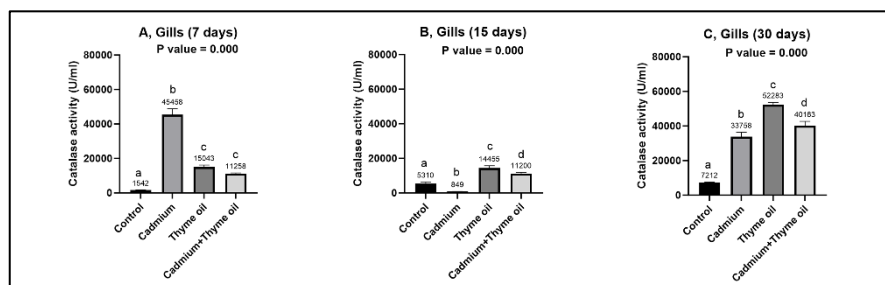 A, Gills (7 days)
P value = 0.000
Catalase activity (U/ml)
80000
60000
40000
20000
0
a
1542
b
45458
c
15043
c
11258
Control
Cadmium
Thyme oil
Cadmium+Thyme oil
B, Gills (15 days)
P value = 0.000
Catalase activity (U/ml)
80000
60000
40000
20000
0
a
5310
b
849
c
14455
d
11200
Control
Cadmium
Thyme oil
Cadmium+Thyme oil
C, Gills (30 days)
P value = 0.000
Catalase activity (U/ml)
80000
60000
40000
20000
0
a
7212
b
33758
c
52283
d
40163
Control
Cadmium
Thyme oil
Cadmium+Thyme oil